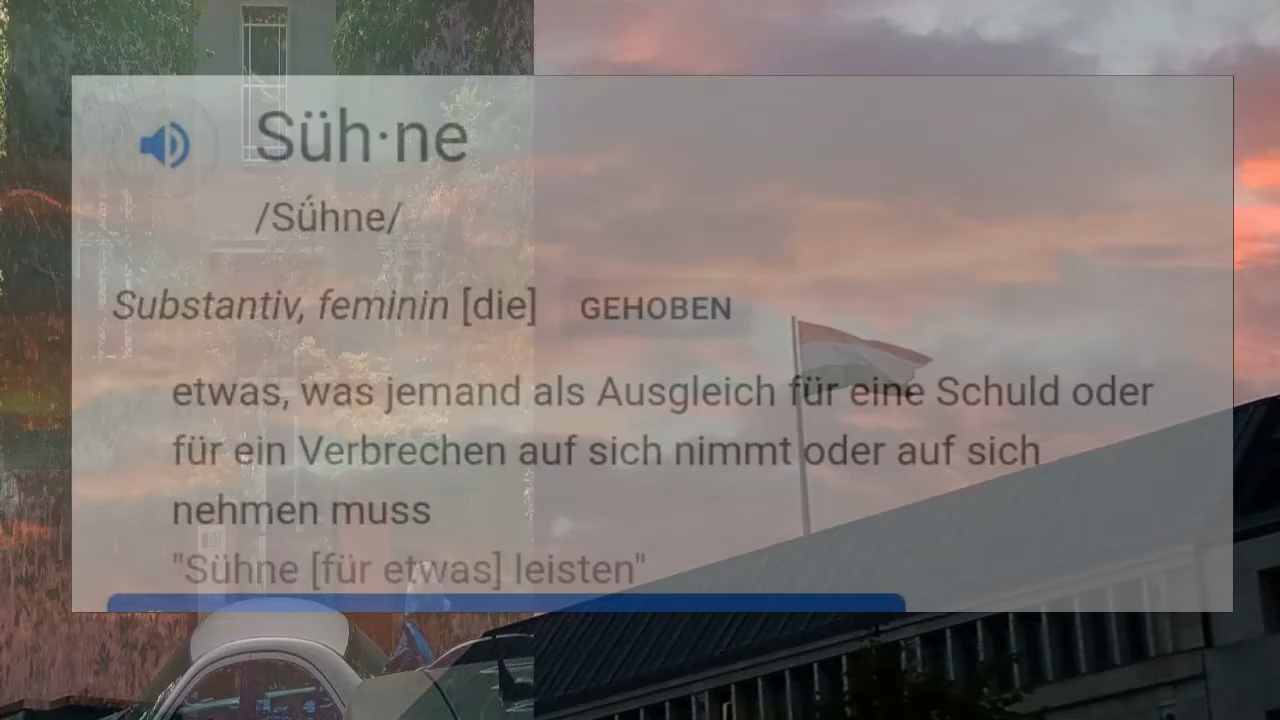 Süh·ne
/Sǘhne/
Substantiv, feminin [die] GEHOBEN
etwas, was jemand als Ausgleich für eine Schuld oder
für ein Verbrechen auf sich nimmt oder auf sich
nehmen muss
"Sühne [für etwas] leisten"